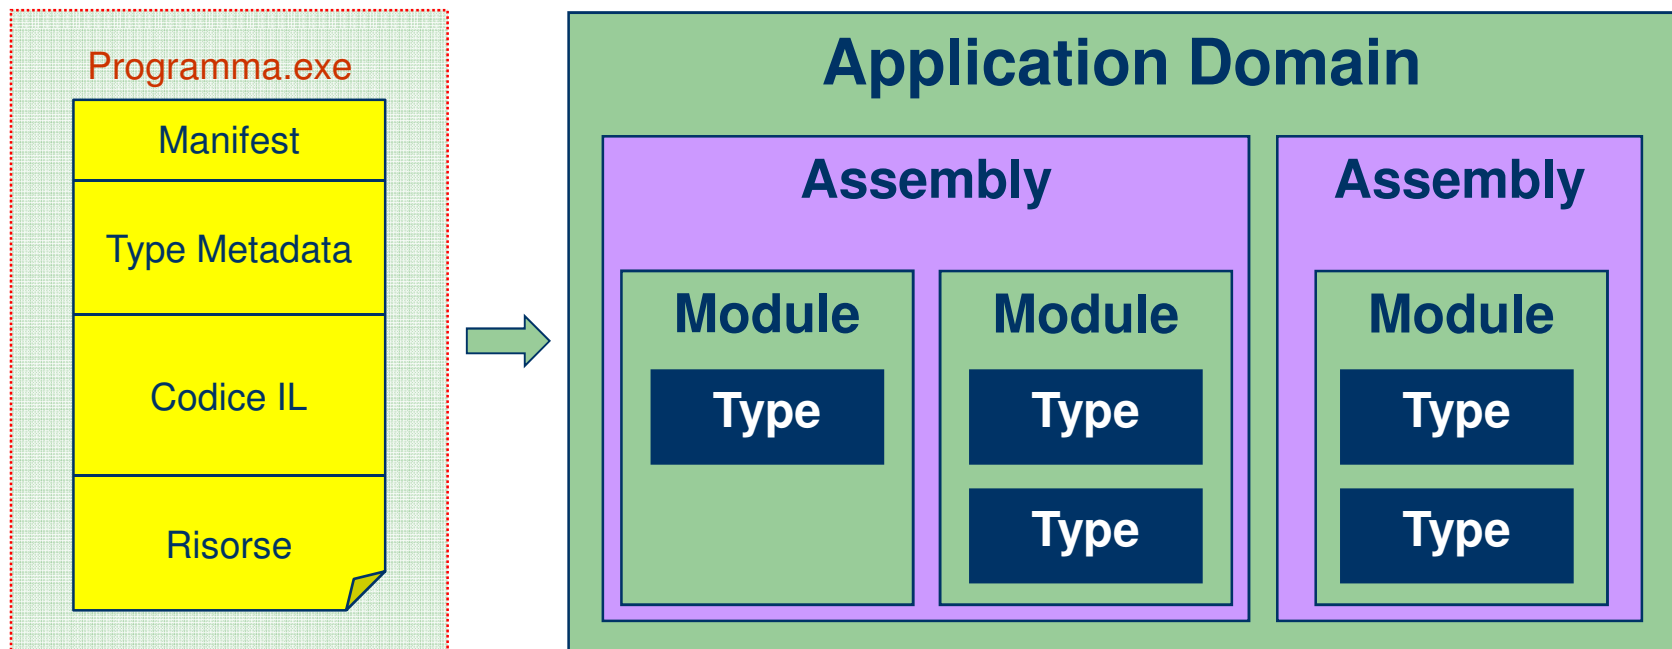 Programma.exe
Manifest
Type Metadata
Codice IL
Risorse
Application Domain
Assembly
Module
Type
Module
Type
Type
Assembly
Module
Type
Type